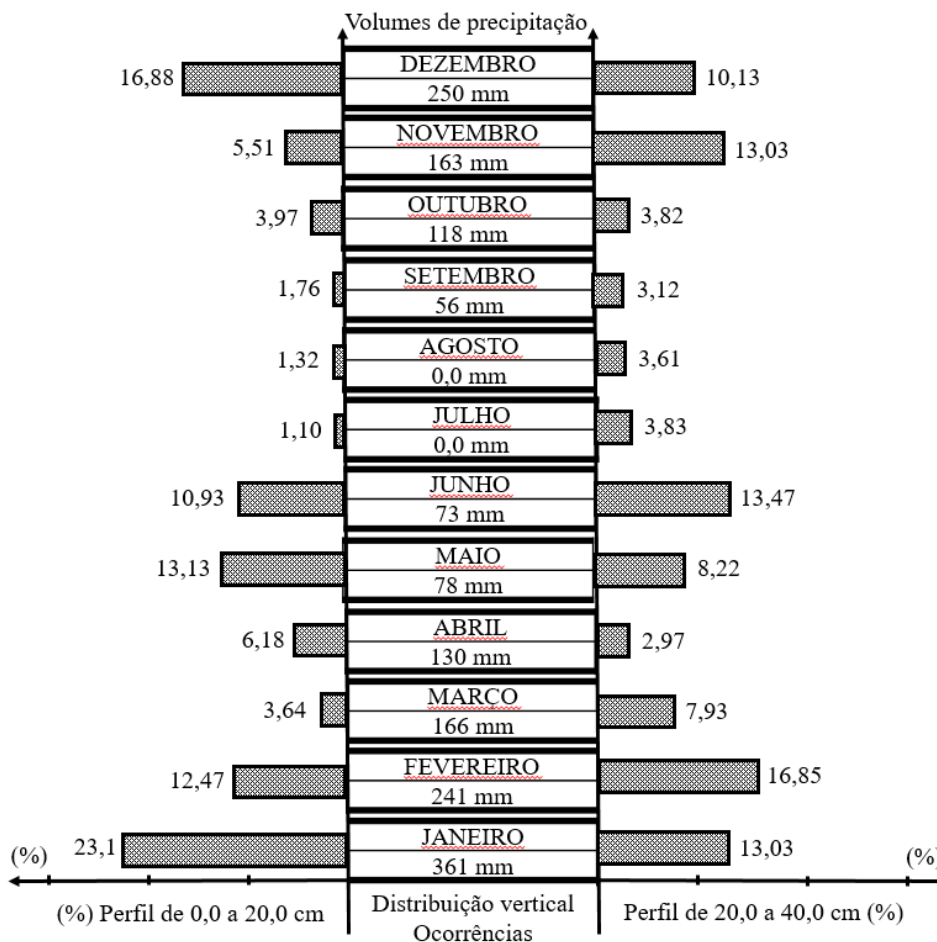 Volumes de precipitação
16,88 DEZEMBRO 10,13
250 mm
5,51 NOVEMBRO 13,03
163 mm
3,97 OUTUBRO 3,82
118 mm
1,76 SETEMBRO 3,12
56 mm
1,32 AGOSTO 3,61
0,0 mm
1,10 JULHO 3,83
0,0 mm
10,93 JUNHO 13,47
73 mm
13,13 MAIO 8,22
78 mm
6,18 ABRIL 2,97
130 mm
3,64 MARÇO 7,93
166 mm
12,47 FEVEREIRO 16,85
241 mm
(%) 23,1 JANEIRO 13,03 (%)
361 mm
(%) Perfil de 0,0 a 20,0 cm Distribuição vertical Perfil de 20,0 a 40,0 cm (%)
Ocorrências